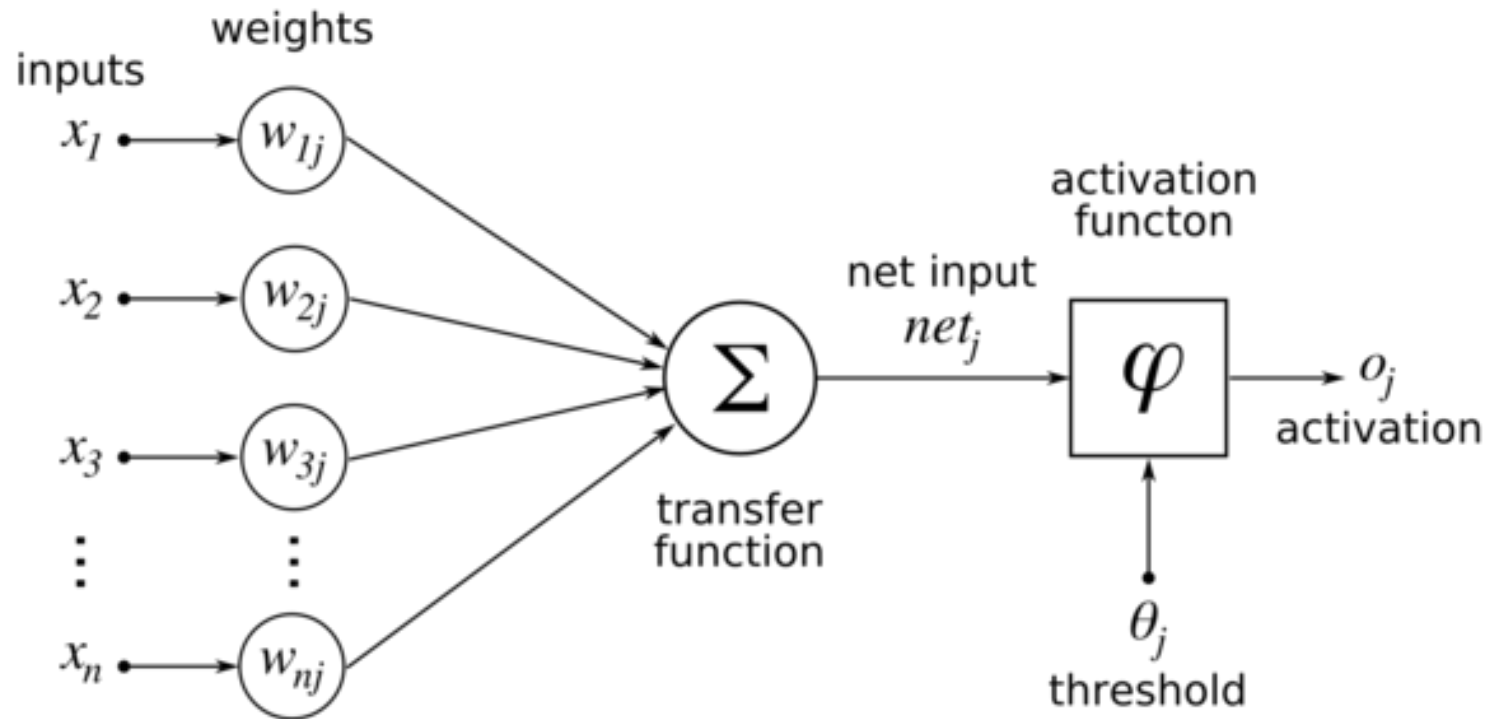 weights
inputs
x1
w1j
x2
w2j
x3
w3j
⋮ ⋮
xn
wnj
Σ
transfer
function
net input
netj
activation
functon
φ
oj
activation
θj
threshold